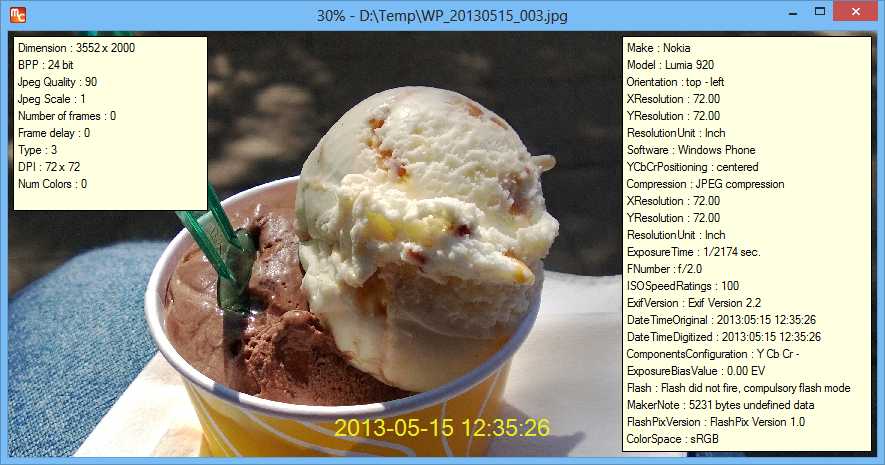 30% - D:\Temp\WP_20130515_003.jpg
Dimension : 3552 x 2000
BPP : 24 bit
Jpeg Quality : 90
Jpeg Scale : 1
Number of frames : 0
Frame delay : 0
Type : 3
DPI : 72 x 72
Num Colors : 0
Make : Nokia
Model : Lumia 920
Orientation : top - left
XResolution : 72.00
YResolution : 72.00
ResolutionUnit : Inch
Software : Windows Phone
YCbCrPositioning : centered
Compression : JPEG compression
XResolution : 72.00
YResolution : 72.00
ResolutionUnit : Inch
ExposureTime : 1/2174 sec.
FNumber : f/2.0
ISOSpeedRatings : 100
ExifVersion : Exif Version 2.2
DateTimeOriginal : 2013:05:15 12:35:26
DateTimeDigitized : 2013:05:15 12:35:26
ComponentsConfiguration : Y Cb Cr -
ExposureBiasValue : 0.00 EV
Flash : Flash did not fire, compulsory flash mode
MakerNote : 5231 bytes undefined data
FlashPixVersion : FlashPix Version 1.0
ColorSpace : sRGB
2013-05-15 12:35:26